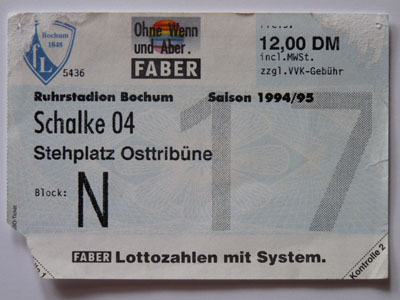 Bochum
1848
VfL
5436
Ohne Wenn
und Aber.
FABER
12,00 DM
incl.MWSt.
zzgl.VVK-Gebühr
Ruhrstadion Bochum Saison 1994/95
Schalke 04
Stehplatz Osttribüne
17
Block: N
FABER Lottozahlen mit System.
Kontrolle 2